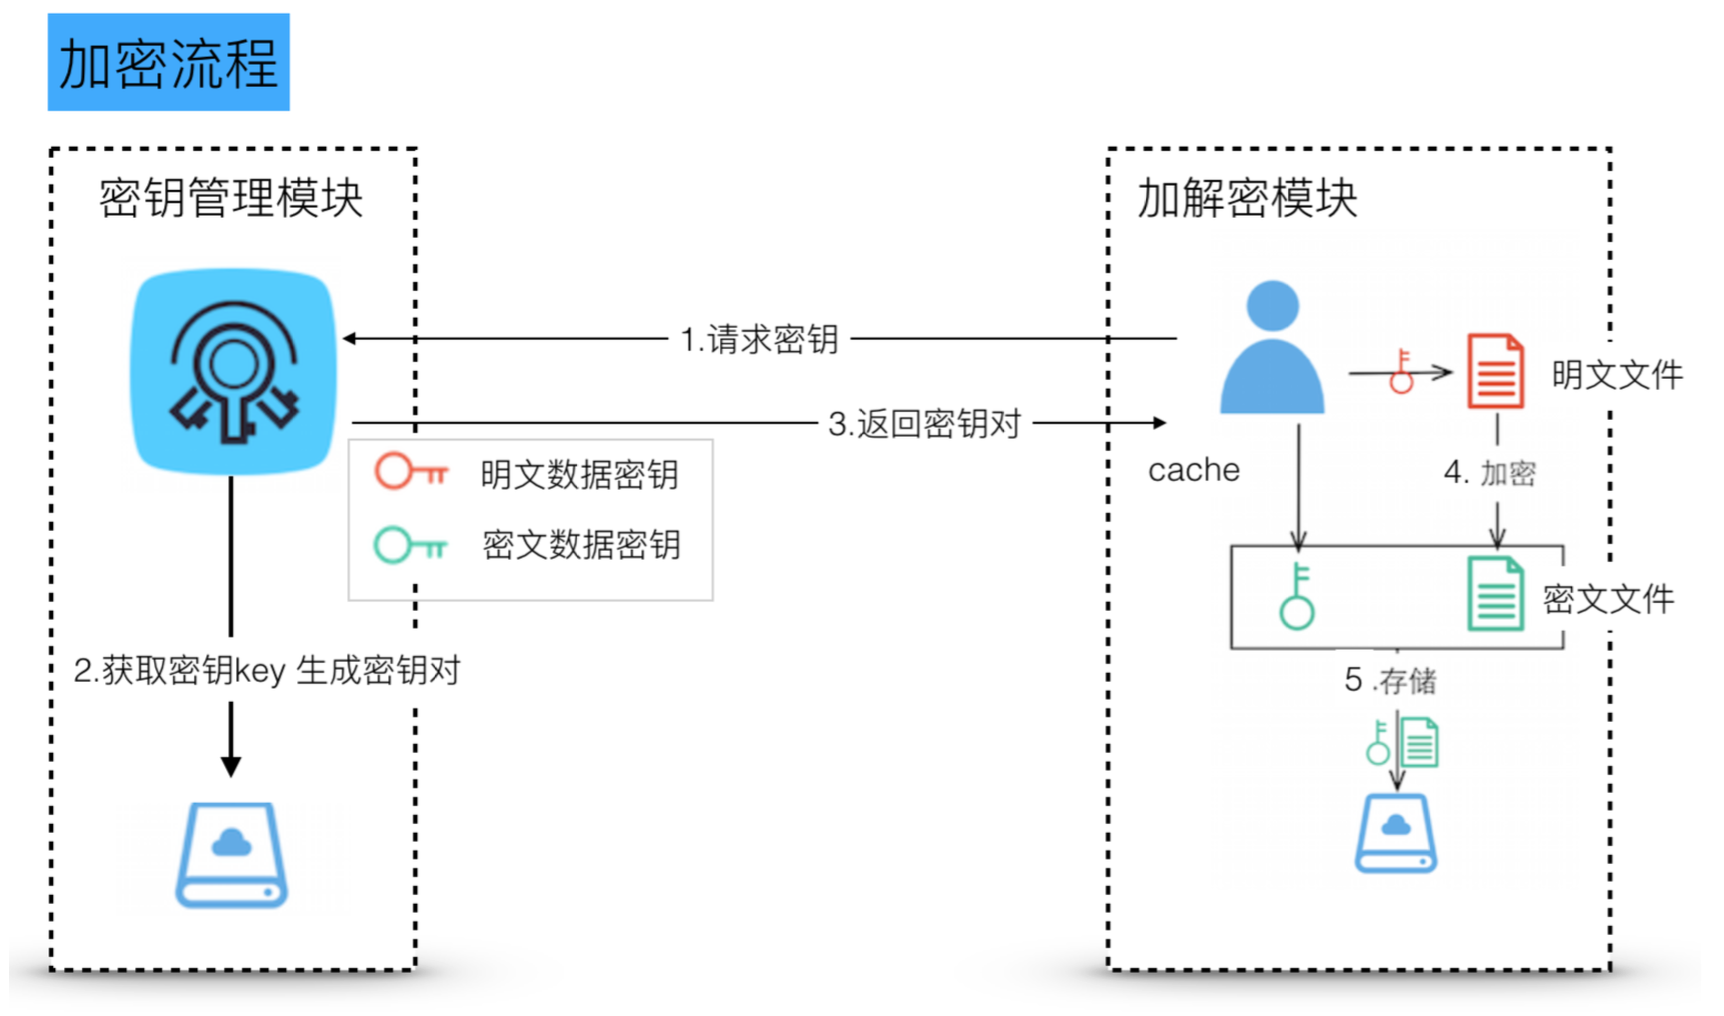 加密流程
密钥管理模块
加解密模块
1.请求密钥
明文文件
3.返回密钥对
cache
4. 加密
明文数据密钥
密文数据密钥
密文文件
2.获取密钥key 生成密钥对
5 .存储